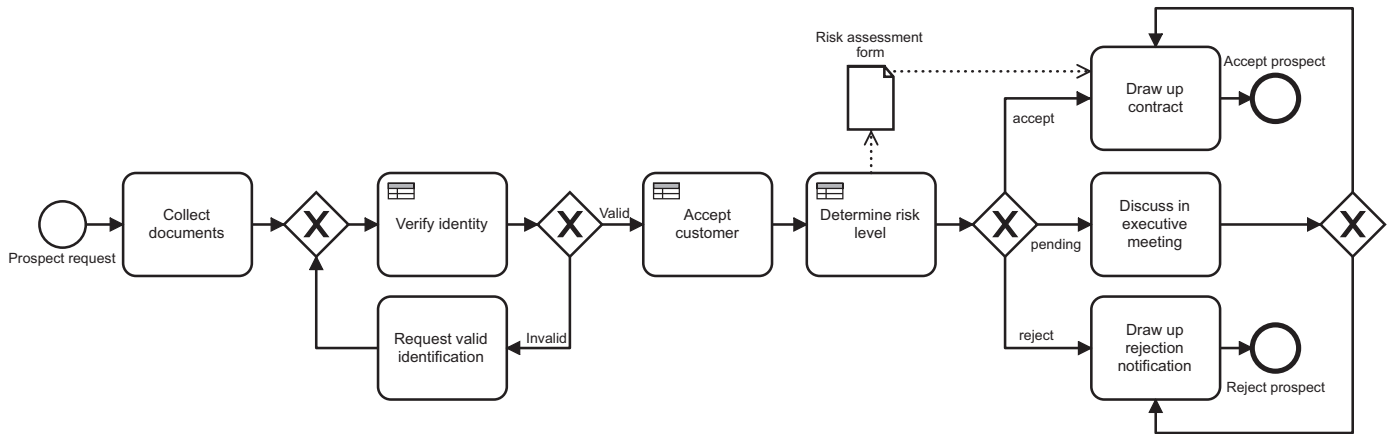 Risk assessment
form
Accept prospect
Draw up
contract
accept
Prospect request
Collect
documents
X
Verify identity
X
Valid
Accept
customer
Determine risk
level
X
pending
Discuss in
executive
meeting
X
Request valid
identification
Invalid
reject
Draw up
rejection
notification
Reject prospect